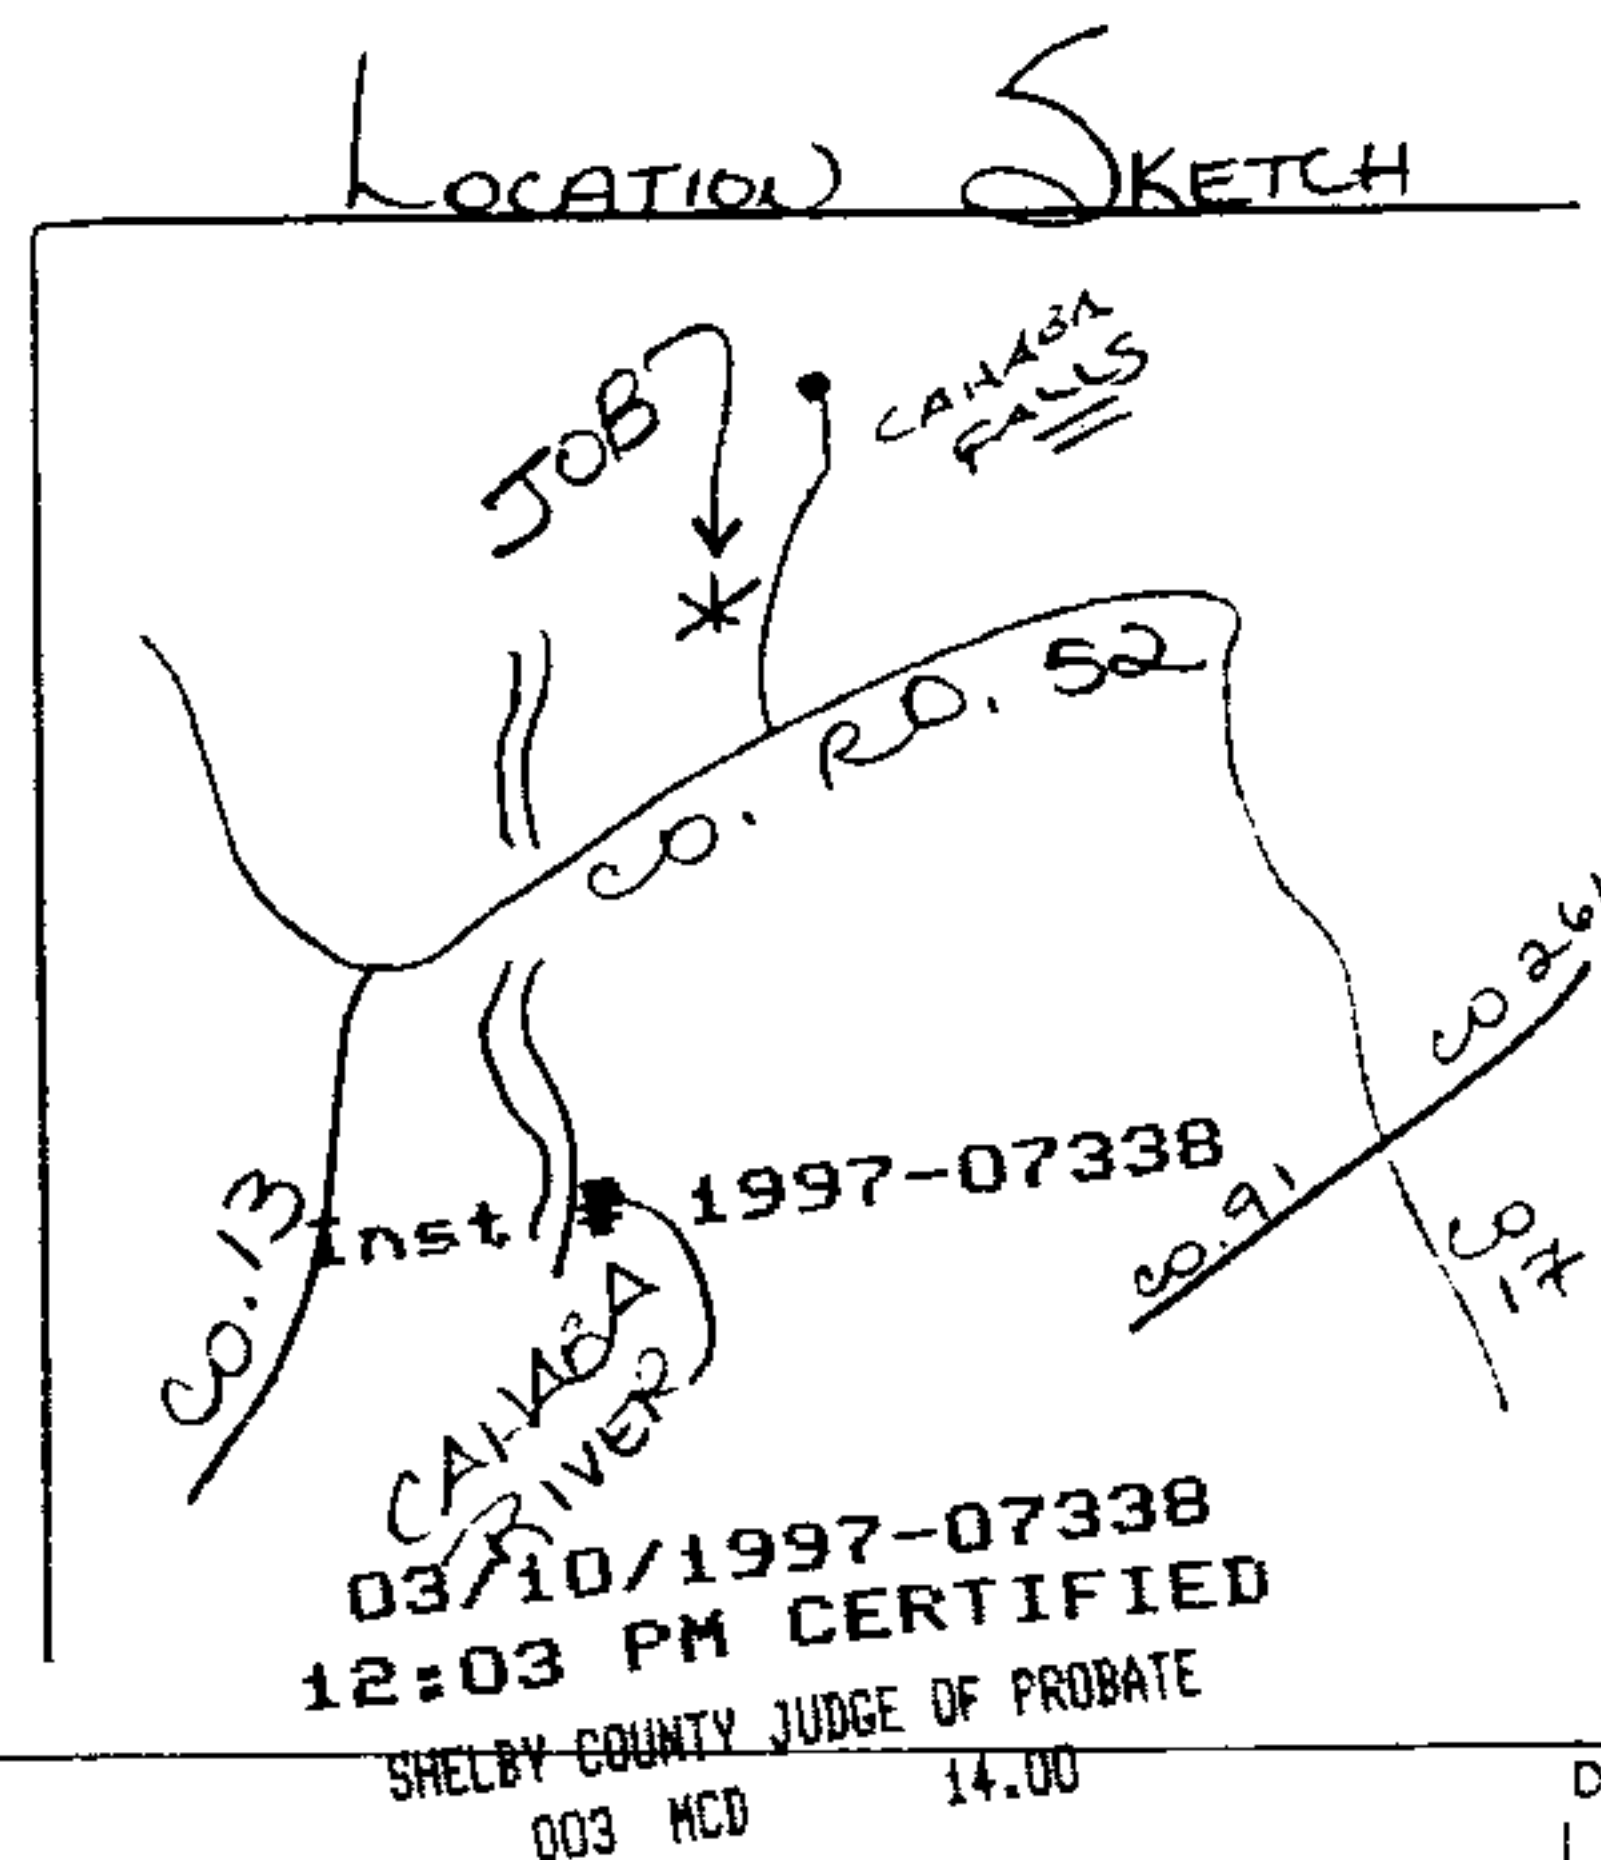 LOCATION SKETCH
JOB
CAHABA
FALLS
CO. RD. 52
CO 26
CO. 13
CO. 91
CO
17
Inst # 1997-07338
CAHABA
RIVER
03/10/1997-07338
12:03 PM CERTIFIED
SHELBY COUNTY JUDGE OF PROBATE
003 MCD 14.00